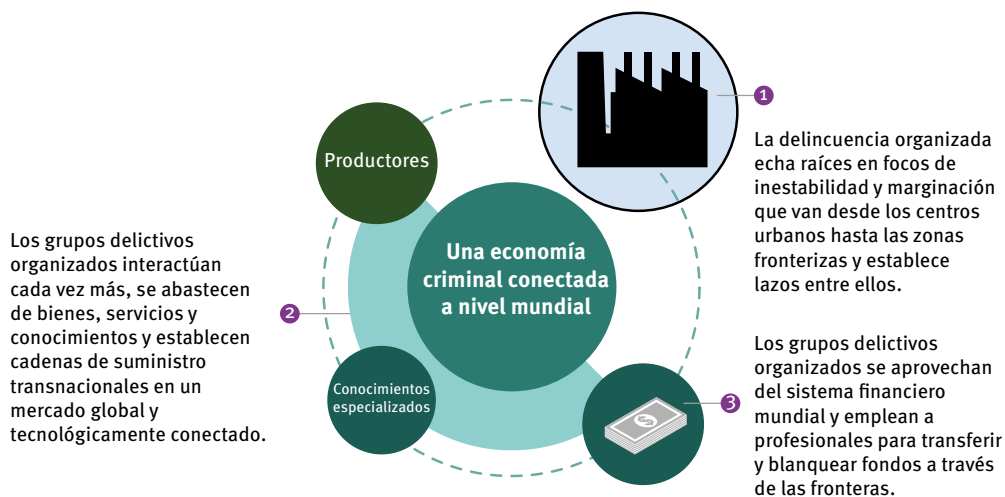 1
La delincuencia organizada
echa raíces en focos de
inestabilidad y marginación
que van desde los centros
urbanos hasta las zonas
fronterizas y establece
lazos entre ellos.
Productores
Una economía
criminal conectada
a nivel mundial
Los grupos delictivos
organizados interactúan
cada vez más, se abastecen
de bienes, servicios y
conocimientos y establecen
cadenas de suministro
transnacionales en un
mercado global y
tecnológicamente conectado.
2
Conocimientos
especializados
3
$
Los grupos delictivos
organizados se aprovechan
del sistema financiero
mundial y emplean a
profesionales para transferir
y blanquear fondos a través
de las fronteras.